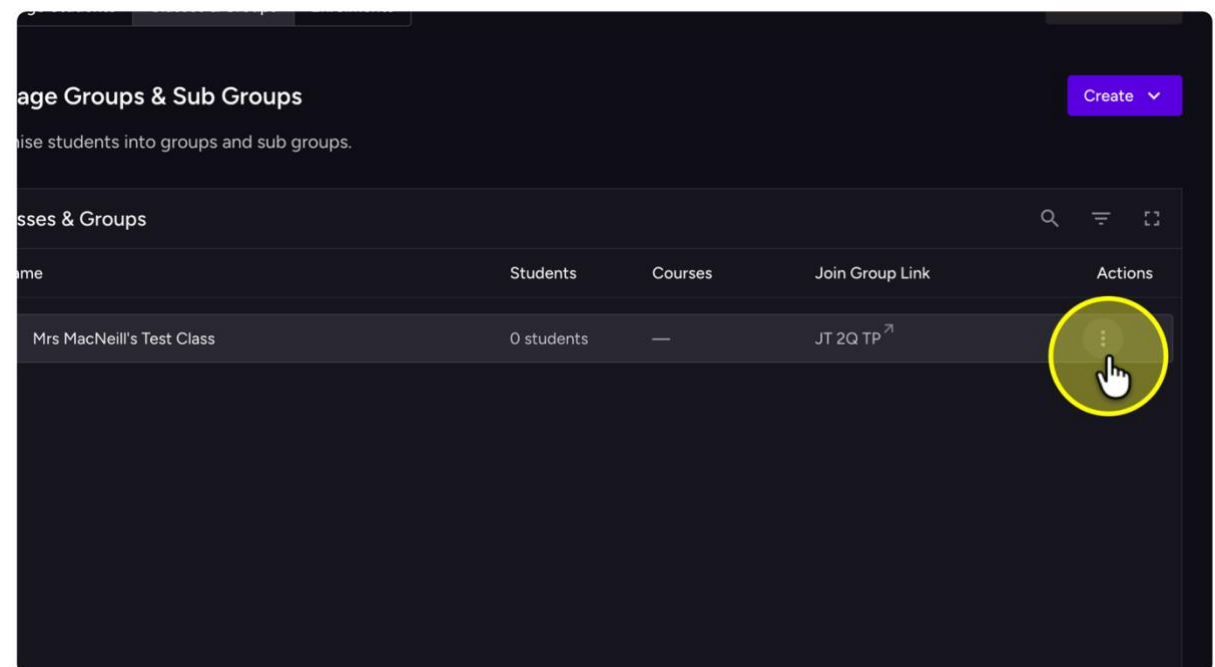 age Groups & Sub Groups
Create
ise students into groups and sub groups.
sses & Groups
Students Courses Join Group Link Actions
Mrs MacNeill's Test Class 0 students — JT 2Q TP